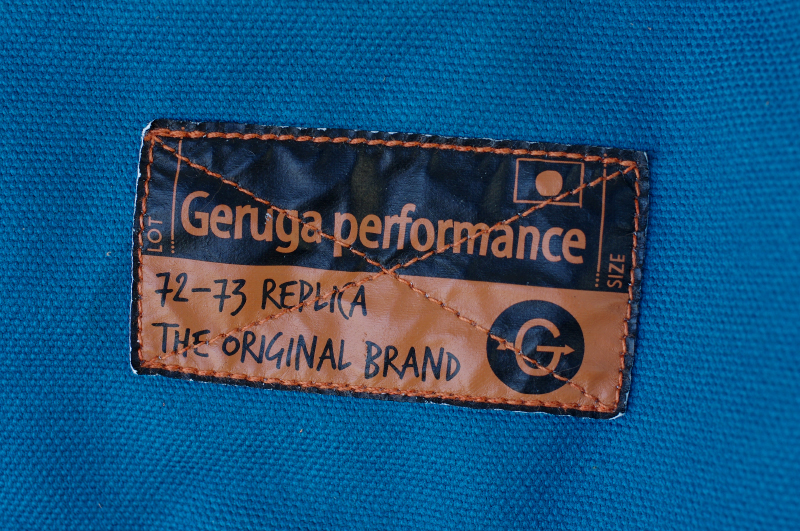 LOT
Geruga performance
SIZE
72-73 REPLICA
THE ORIGINAL BRAND
G